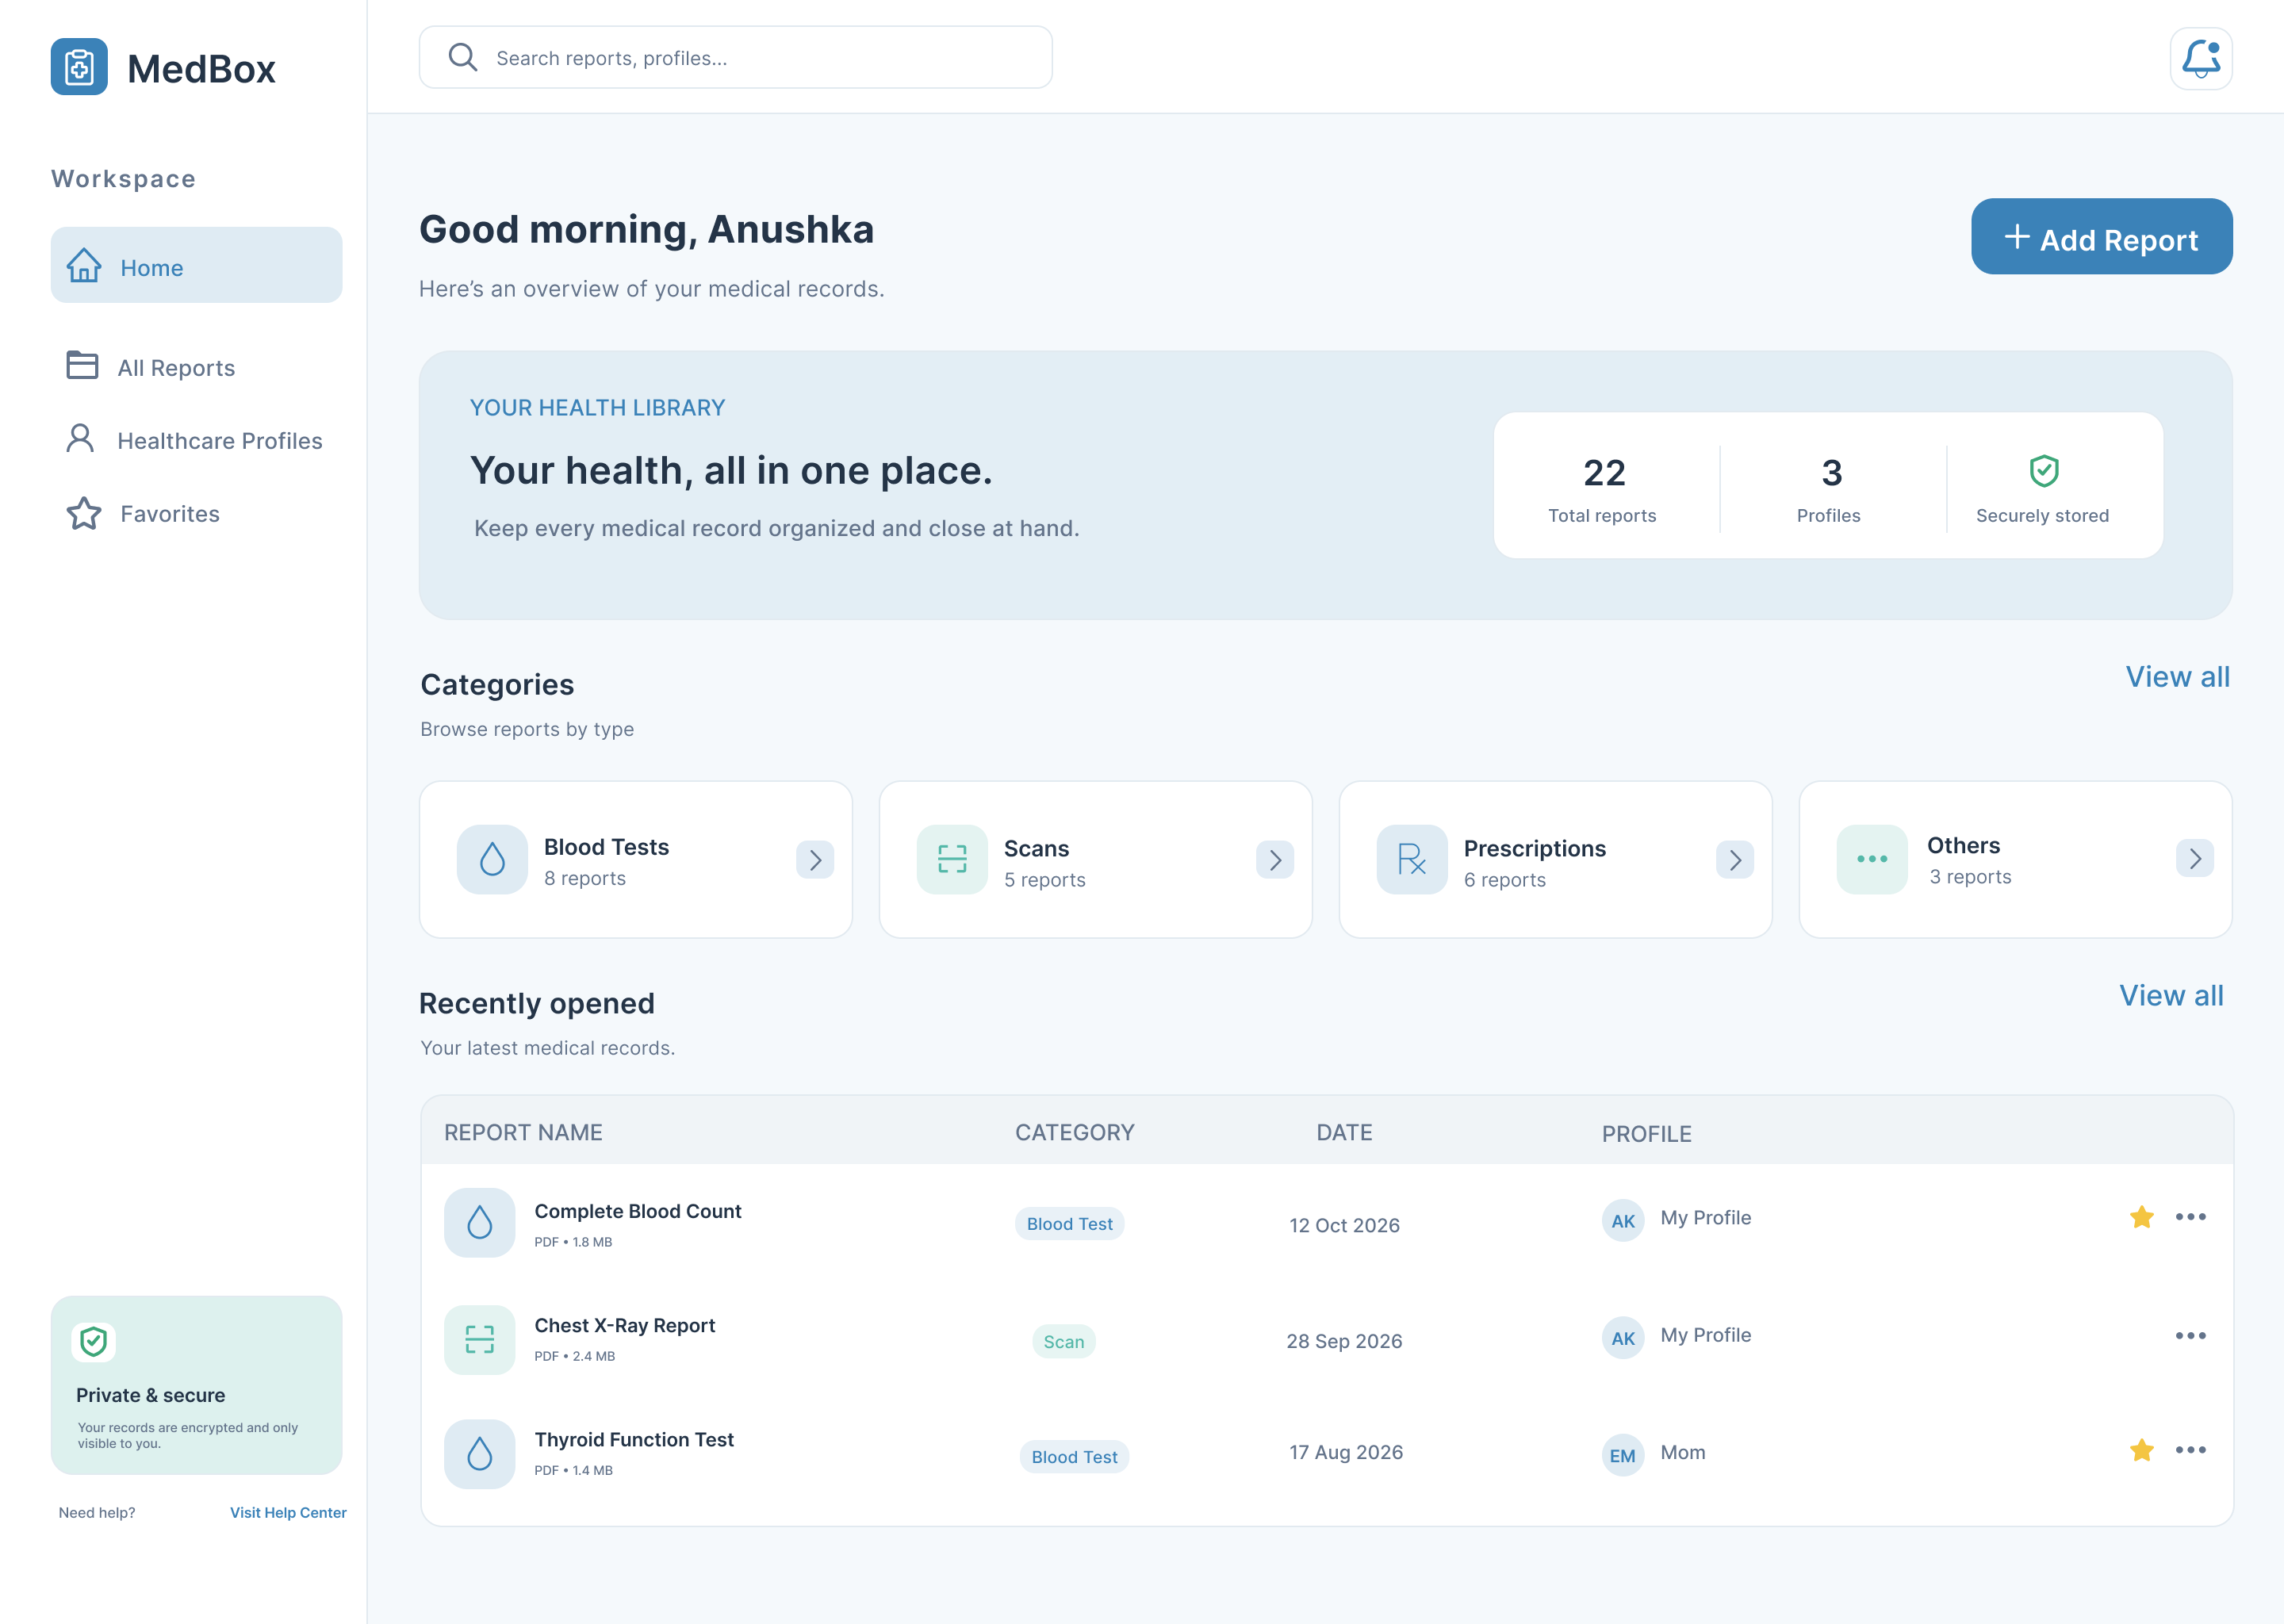 MedBox
Search reports, profiles...
Workspace
Home
All Reports
Healthcare Profiles
Favorites
Private & secure
Your records are encrypted and only
visible to you.
Need help?
Visit Help Center
Good morning, Anushka
Here’s an overview of your medical records.
+ Add Report
YOUR HEALTH LIBRARY
Your health, all in one place.
Keep every medical record organized and close at hand.
22
Total reports
3
Profiles
Securely stored
Categories
View all
Browse reports by type
Blood Tests
8 reports
Scans
5 reports
Prescriptions
6 reports
Others
3 reports
Recently opened
View all
Your latest medical records.
REPORT NAME
CATEGORY
DATE
PROFILE
Complete Blood Count
PDF • 1.8 MB
Blood Test
12 Oct 2026
AK
My Profile
Chest X-Ray Report
PDF • 2.4 MB
Scan
28 Sep 2026
AK
My Profile
Thyroid Function Test
PDF • 1.4 MB
Blood Test
17 Aug 2026
EM
Mom